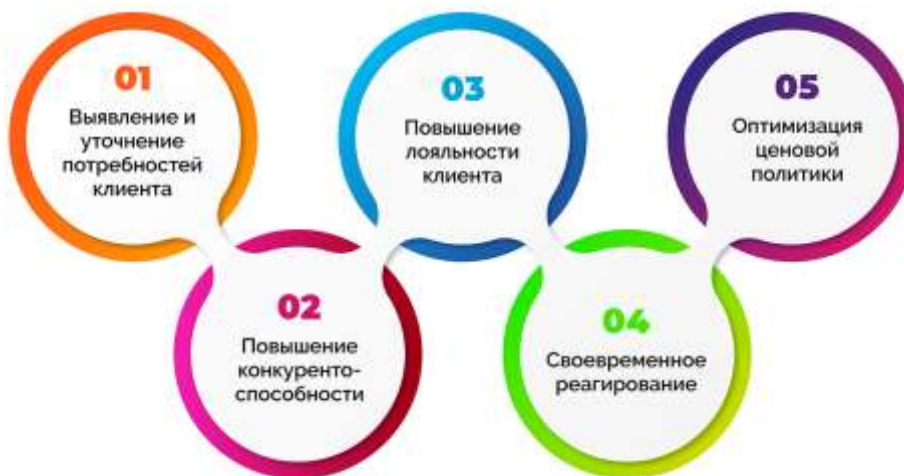 01
Выявление и
уточнение
потребностей
клиента
02
Повышение
конкуренто-
способности
03
Повышение
лояльности
клиента
04
Своевременное
реагирование
05
Оптимизация
ценовой
политики